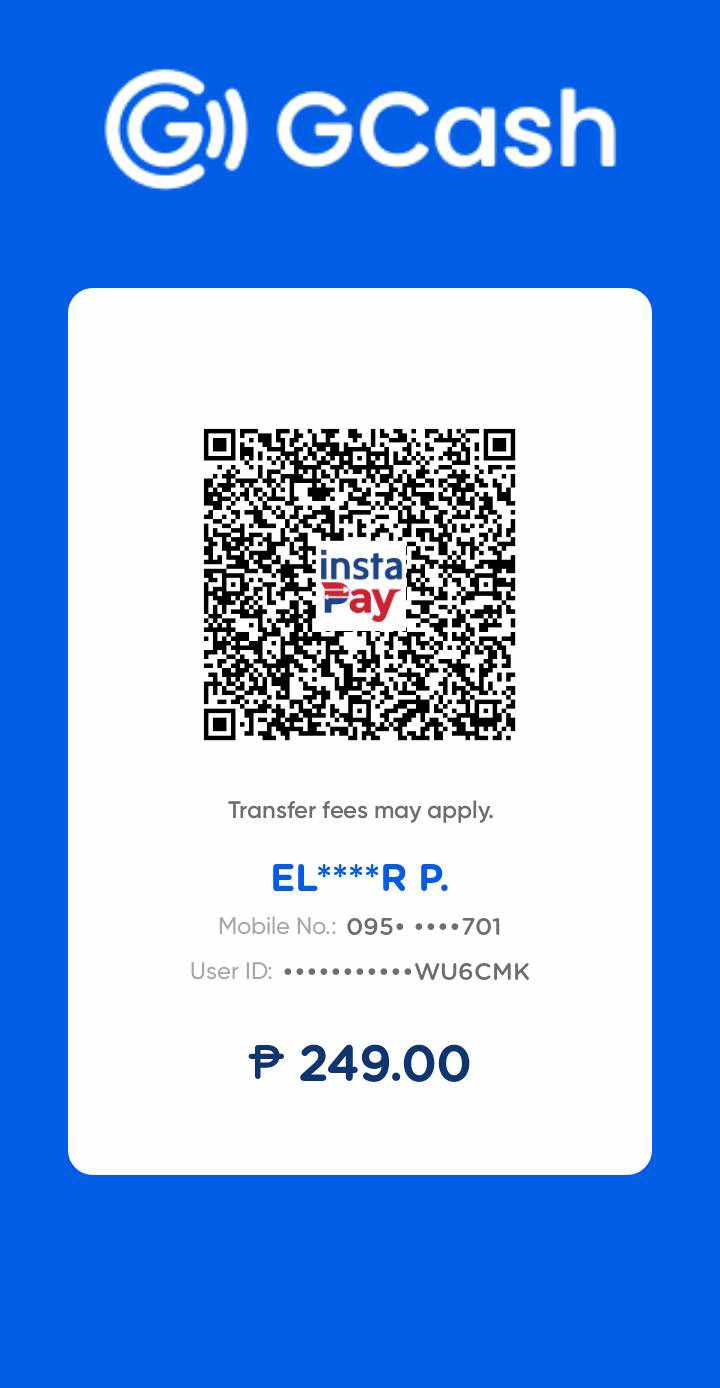 GCash
insta
Pay
Transfer fees may apply.
EL****R P.
Mobile No.: 095• ••••701
User ID: •••••••••••WU6CMK
₱ 249.00